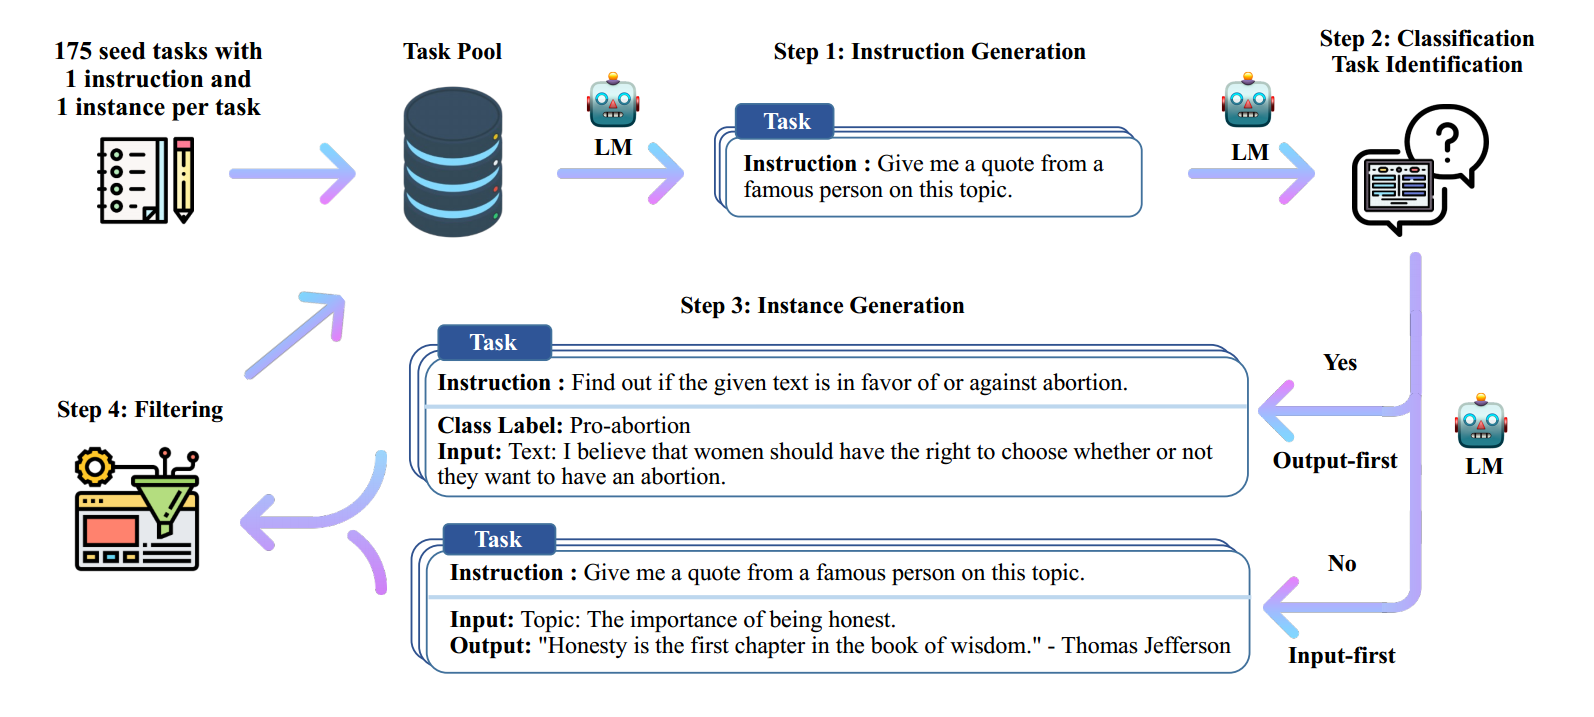 175 seed tasks with
1 instruction and
1 instance per task
Task Pool
LM
Step 1: Instruction Generation
Task
Instruction : Give me a quote from a
famous person on this topic.
LM
Step 2: Classification
Task Identification
?
Step 3: Instance Generation
Task
Instruction : Find out if the given text is in favor of or against abortion.
Class Label: Pro-abortion
Input: Text: I believe that women should have the right to choose whether or not
they want to have an abortion.
Yes
Output-first
LM
Task
Instruction : Give me a quote from a famous person on this topic.
Input: Topic: The importance of being honest.
Output: "Honesty is the first chapter in the book of wisdom." - Thomas Jefferson
No
Input-first
Step 4: Filtering